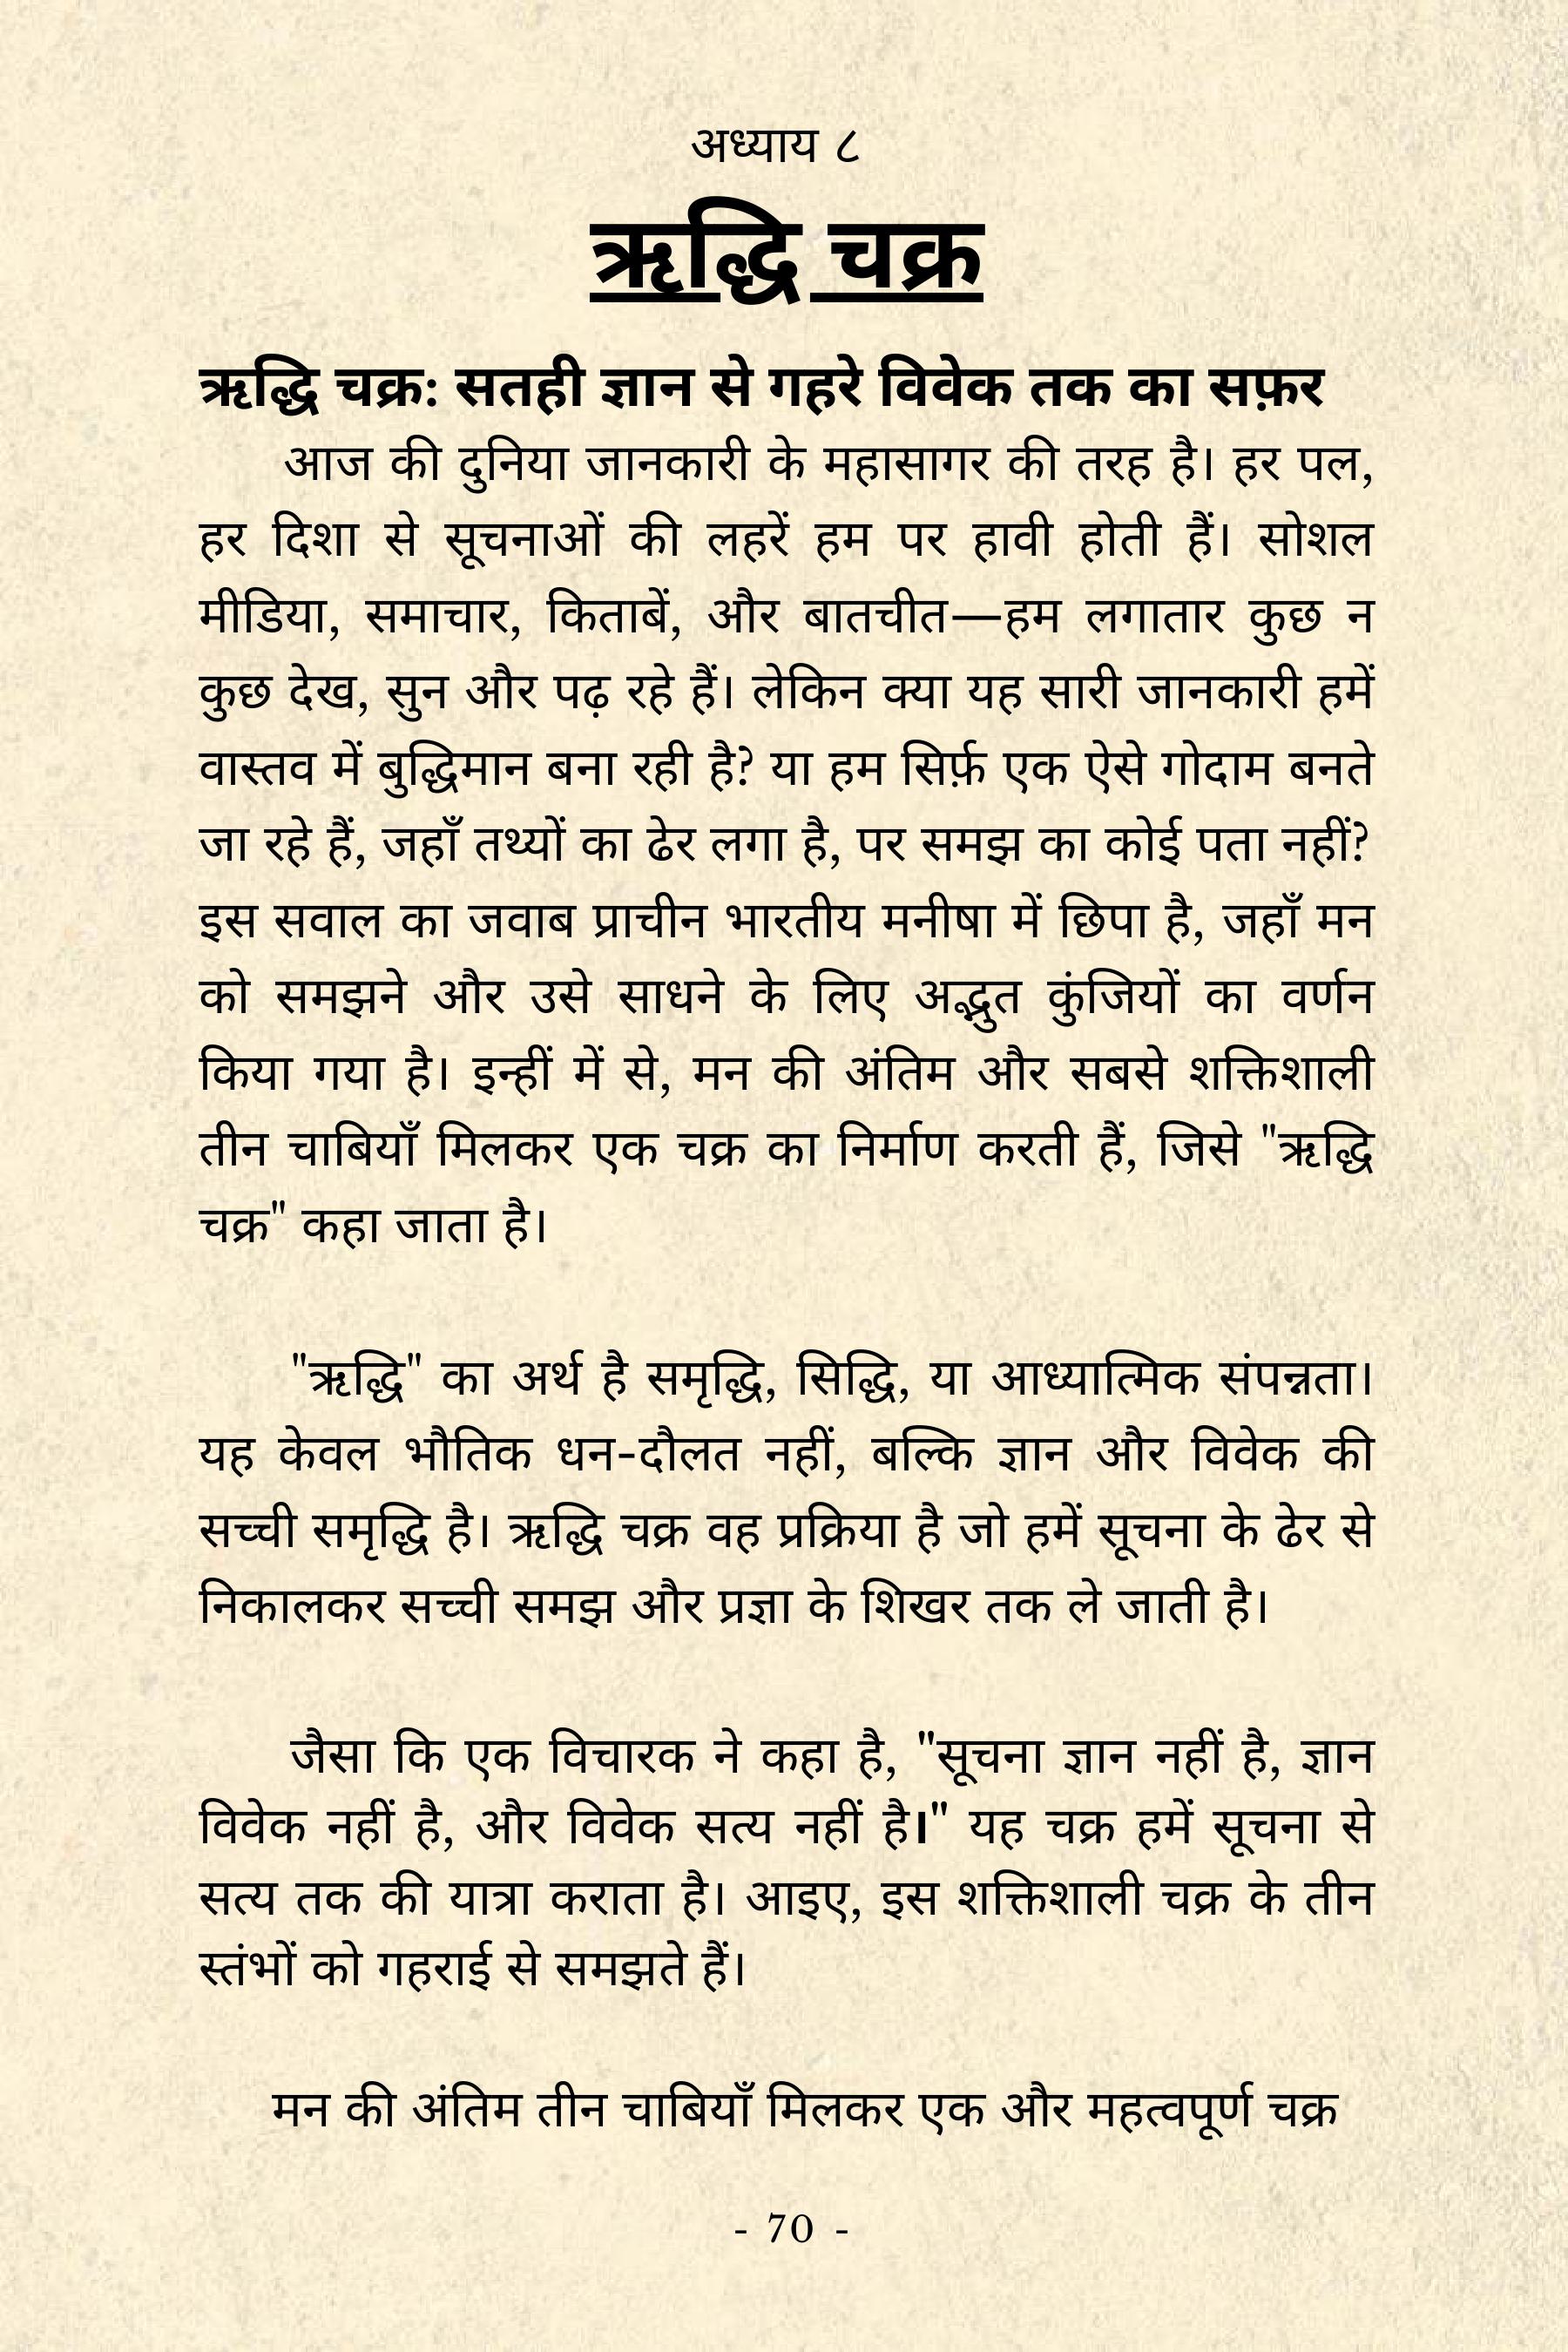 अध्याय ८
ऋद्धि चक्र
ऋद्धि चक्र: सतही ज्ञान से गहरे विवेक तक का सफ़र
आज की दुनिया जानकारी के महासागर की तरह है। हर पल,
हर दिशा से सूचनाओं की लहरें हम पर हावी होती हैं। सोशल
मीडिया, समाचार, किताबें, और बातचीत—हम लगातार कुछ न
कुछ देख, सुन और पढ़ रहे हैं। लेकिन क्या यह सारी जानकारी हमें
वास्तव में बुद्धिमान बना रही है? या हम सिर्फ़ एक ऐसे गोदाम बनते
जा रहे हैं, जहाँ तथ्यों का ढेर लगा है, पर समझ का कोई पता नहीं?
इस सवाल का जवाब प्राचीन भारतीय मनीषा में छिपा है, जहाँ मन
को समझने और उसे साधने के लिए अद्भुत कुंजियों का वर्णन
किया गया है। इन्हीं में से, मन की अंतिम और सबसे शक्तिशाली
तीन चाबियाँ मिलकर एक चक्र का निर्माण करती हैं, जिसे "ऋद्धि
चक्र" कहा जाता है।
"ऋद्धि" का अर्थ है समृद्धि, सिद्धि, या आध्यात्मिक संपन्नता।
यह केवल भौतिक धन-दौलत नहीं, बल्कि ज्ञान और विवेक की
सच्ची समृद्धि है। ऋद्धि चक्र वह प्रक्रिया है जो हमें सूचना के ढेर से
निकालकर सच्ची समझ और प्रज्ञा के शिखर तक ले जाती है।
जैसा कि एक विचारक ने कहा है, "सूचना ज्ञान नहीं है, ज्ञान
विवेक नहीं है, और विवेक सत्य नहीं है।" यह चक्र हमें सूचना से
सत्य तक की यात्रा कराता है। आइए, इस शक्तिशाली चक्र के तीन
स्तंभों को गहराई से समझते हैं।
मन की अंतिम तीन चाबियाँ मिलकर एक और महत्वपूर्ण चक्र
- 70 -